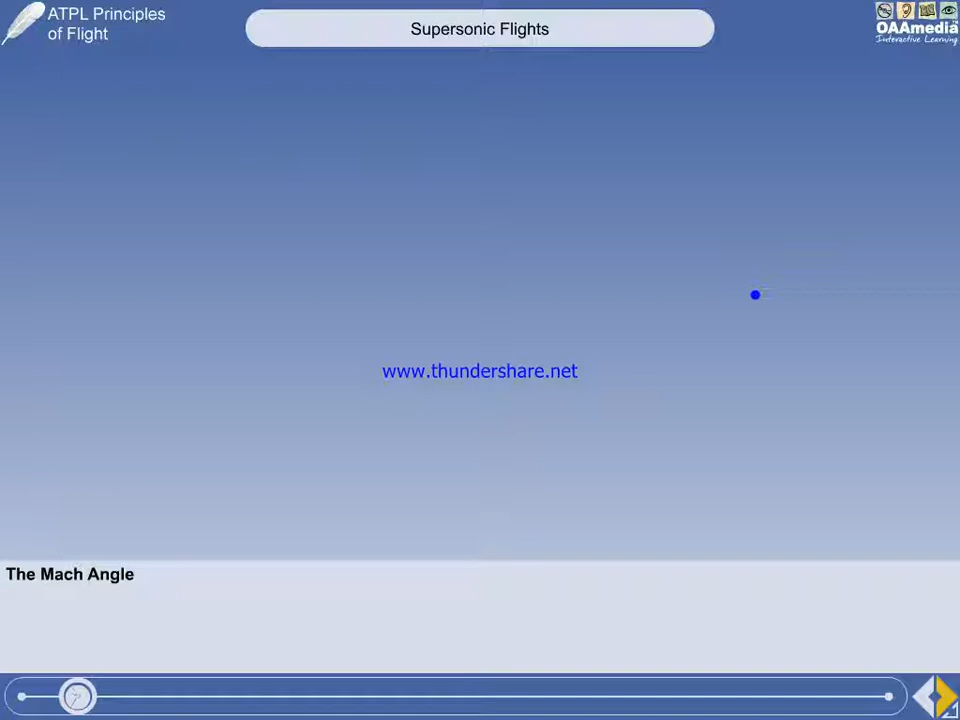 ATPL Principles
of Flight
Supersonic Flights
OAAmedia
Interactive Learning
www.thundershare.net
The Mach Angle